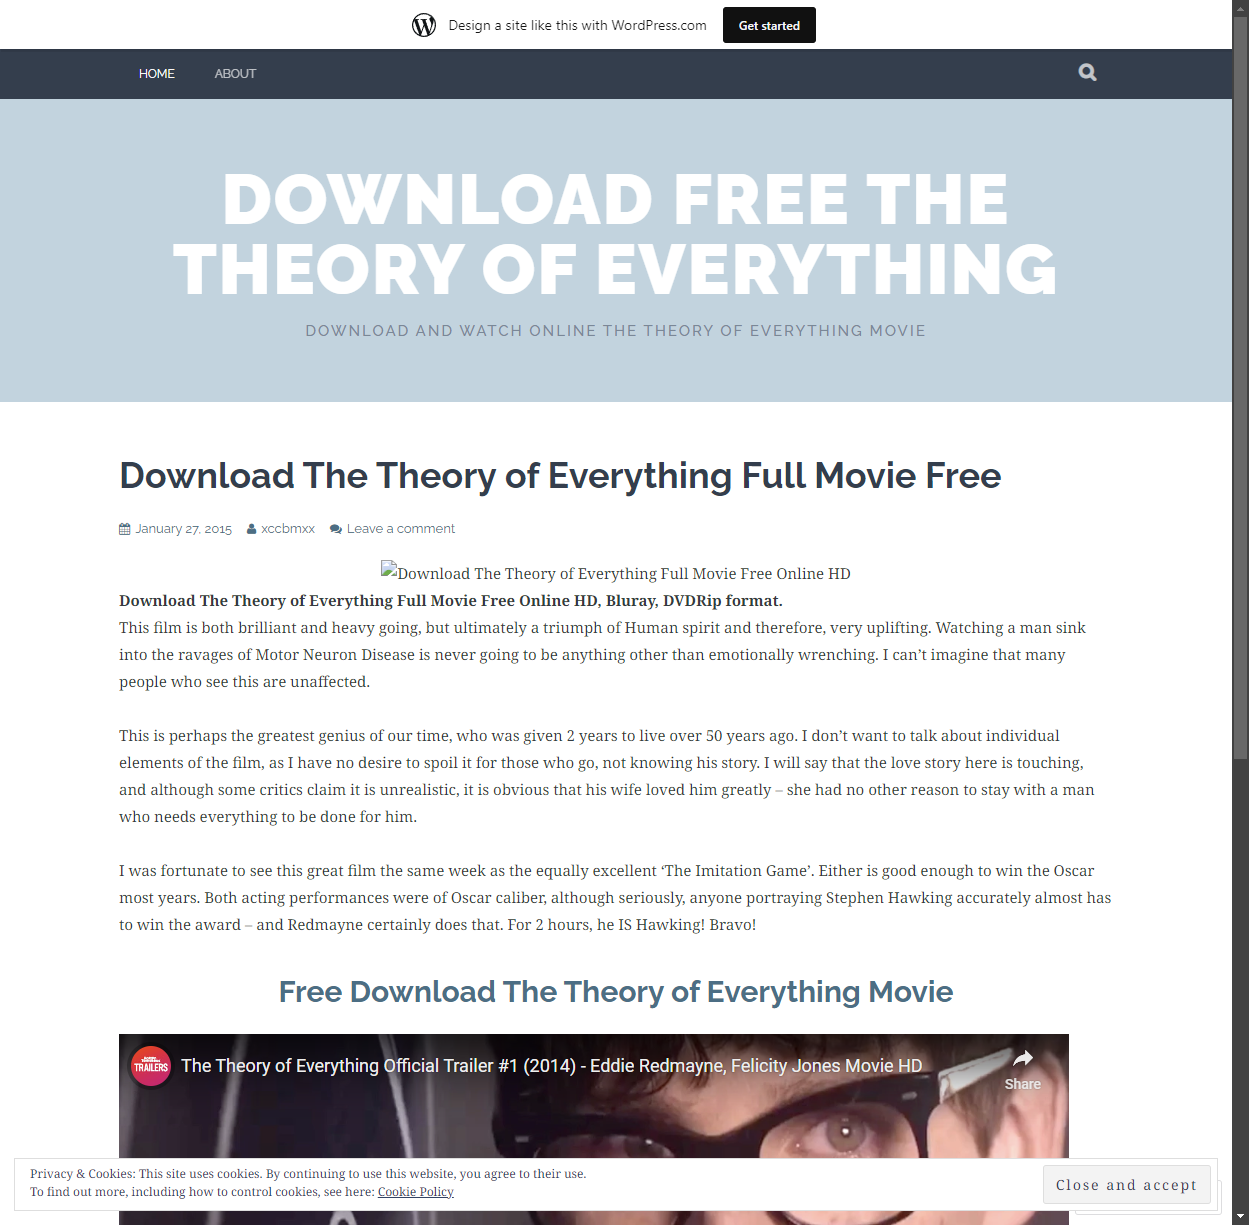 Design a site like this with WordPress.com
Get started
HOME
ABOUT
DOWNLOAD FREE THE
THEORY OF EVERYTHING
DOWNLOAD AND WATCH ONLINE THE THEORY OF EVERYTHING MOVIE
Download The Theory of Everything Full Movie Free
January 27, 2015 xccbmxx Leave a comment
Download The Theory of Everything Full Movie Free Online HD
Download The Theory of Everything Full Movie Free Online HD, Bluray, DVDRip format.
This film is both brilliant and heavy going, but ultimately a triumph of Human spirit and therefore, very uplifting. Watching a man sink
into the ravages of Motor Neuron Disease is never going to be anything other than emotionally wrenching. I can’t imagine that many
people who see this are unaffected.
This is perhaps the greatest genius of our time, who was given 2 years to live over 50 years ago. I don’t want to talk about individual
elements of the film, as I have no desire to spoil it for those who go, not knowing his story. I will say that the love story here is touching,
and although some critics claim it is unrealistic, it is obvious that his wife loved him greatly – she had no other reason to stay with a man
who needs everything to be done for him.
I was fortunate to see this great film the same week as the equally excellent ‘The Imitation Game’. Either is good enough to win the Oscar
most years. Both acting performances were of Oscar caliber, although seriously, anyone portraying Stephen Hawking accurately almost has
to win the award – and Redmayne certainly does that. For 2 hours, he IS Hawking! Bravo!
Free Download The Theory of Everything Movie
TRAILERS
The Theory of Everything Official Trailer #1 (2014) - Eddie Redmayne, Felicity Jones Movie HD
Share
Privacy & Cookies: This site uses cookies. By continuing to use this website, you agree to their use.
To find out more, including how to control cookies, see here: Cookie Policy
Close and accept